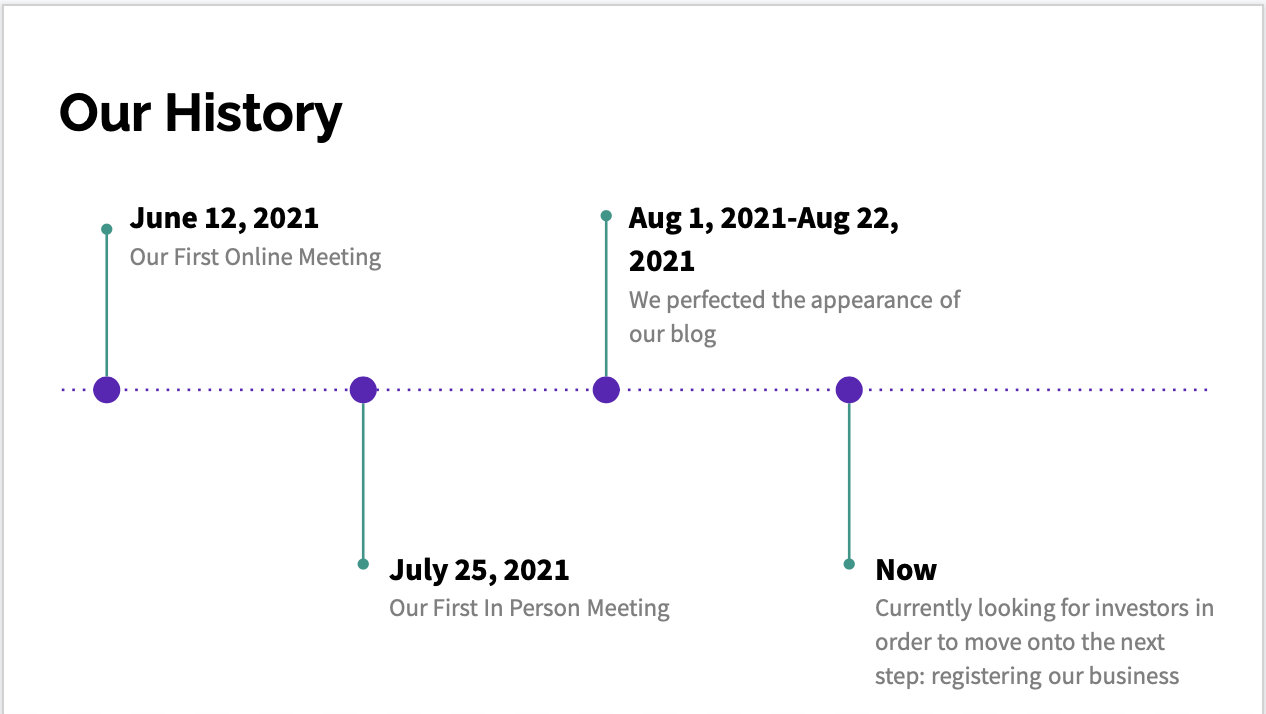 Our History
June 12, 2021
Our First Online Meeting
Aug 1, 2021-Aug 22,
2021
We perfected the appearance of
our blog
July 25, 2021
Our First In Person Meeting
Now
Currently looking for investors in
order to move onto the next
step: registering our business